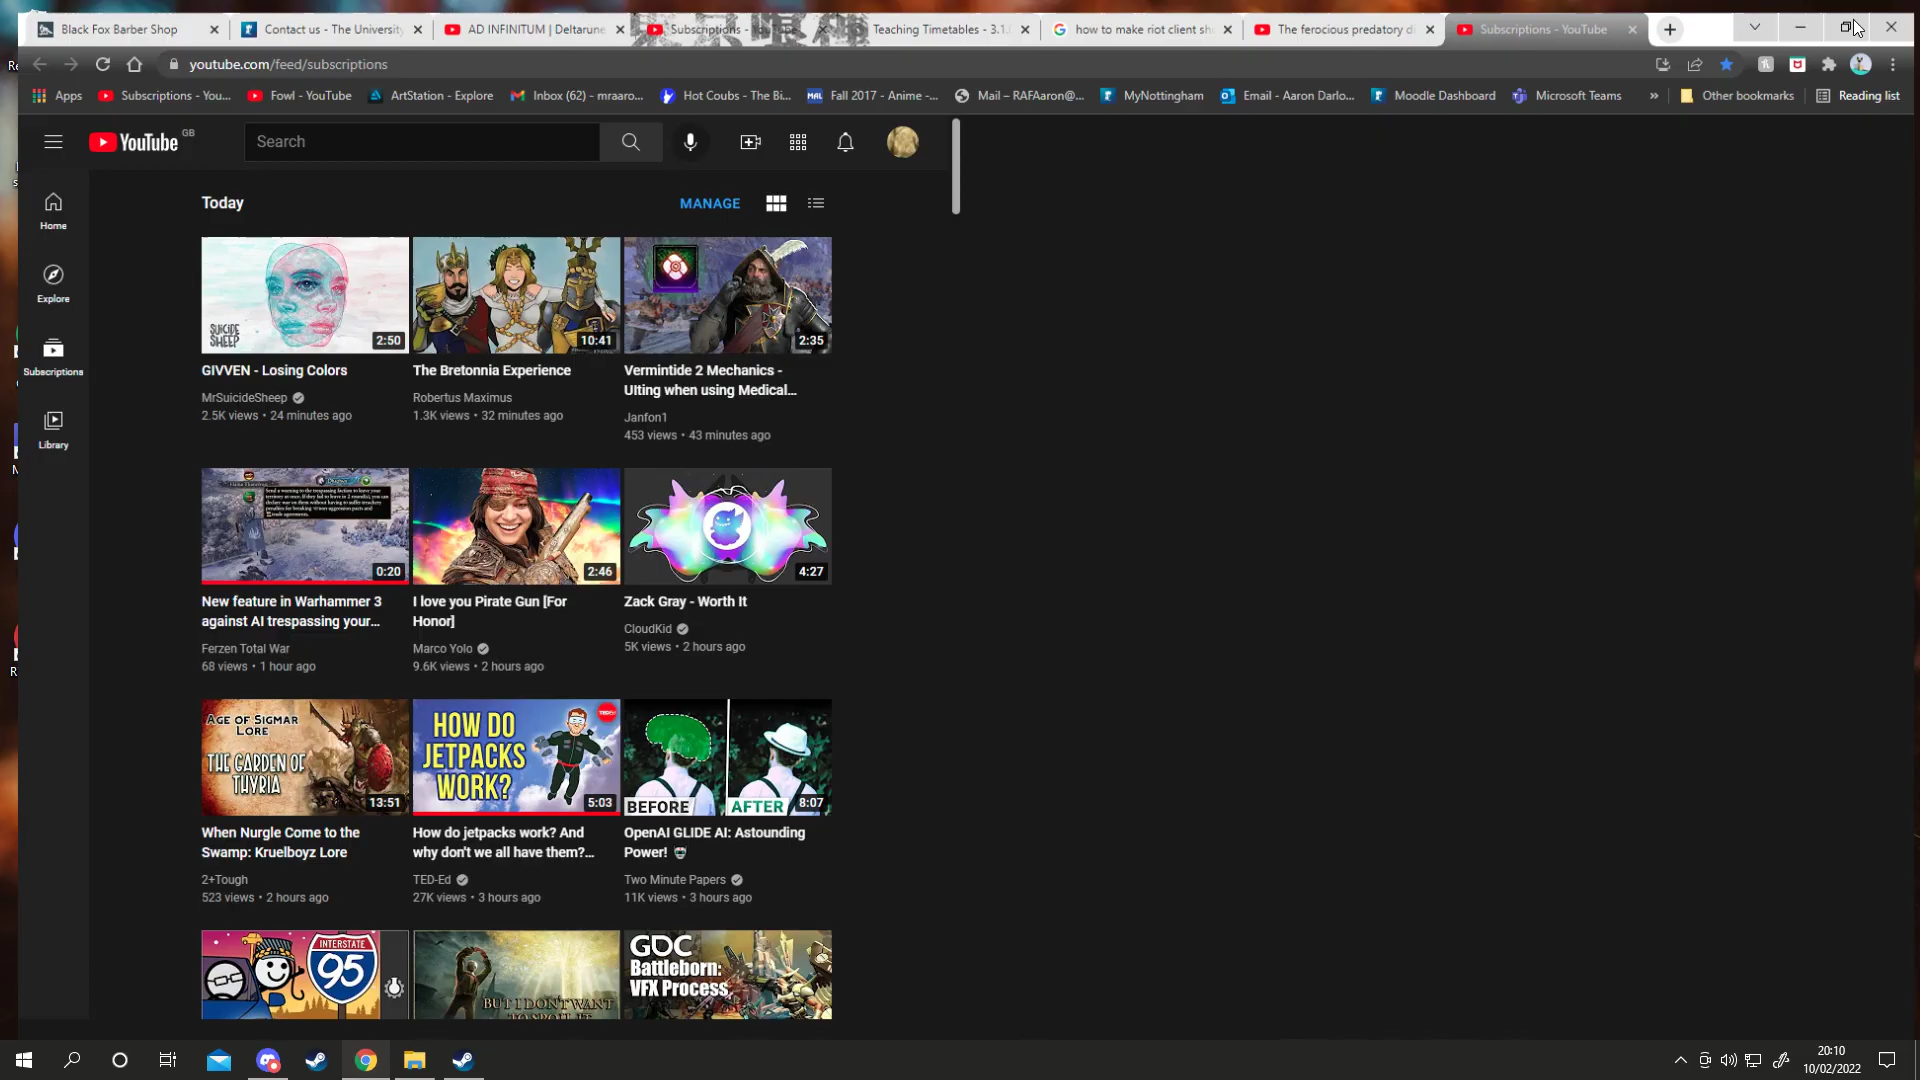 Black Fox Barber Shop
Contact us - The University
AD INFINITUM | Deltarune
Subscriptions - YouTube
Teaching Timetables - 3.1.
how to make riot client sh
The ferocious predatory di
Subscriptions - YouTube
youtube.com/feed/subscriptions
Apps
Subscriptions - You...
Fowl - YouTube
ArtStation - Explore
Inbox (62) - mraaro...
Hot Coubs - The Bi...
MAL
Fall 2017 - Anime -...
Mail – RAFAaron@...
MyNottingham
Email - Aaron Darlo...
Moodle Dashboard
Microsoft Teams
»
Other bookmarks
Reading list
YouTube GB
Search
Home
Explore
Subscriptions
Library
Today
MANAGE
SUICIDE
SHEEP
2:50
10:41
2:35
GIVVEN - Losing Colors
MrSuicideSheep
2.5K views • 24 minutes ago
The Bretonnia Experience
Robertus Maximus
1.3K views • 32 minutes ago
Vermintide 2 Mechanics -
Ulting when using Medical...
Janfon1
453 views • 43 minutes ago
0:20
2:46
4:27
New feature in Warhammer 3
against AI trespassing your...
Ferzen Total War
68 views • 1 hour ago
I love you Pirate Gun [For
Honor]
Marco Yolo
9.6K views • 2 hours ago
Zack Gray - Worth It
CloudKid
5K views • 2 hours ago
AGE OF SIGMAR
LORE
THE GARDEN OF
THYRIA
13:51
HOW DO
JETPACKS
WORK?
5:03
BEFORE
AFTER
8:07
When Nurgle Come to the
Swamp: Kruelboyz Lore
2+Tough
523 views • 2 hours ago
How do jetpacks work? And
why don't we all have them?...
TED-Ed
27K views • 3 hours ago
OpenAI GLIDE AI: Astounding
Power!
Two Minute Papers
11K views • 3 hours ago
INTERSTATE
95
BUT I DON'T WANT
TO SPOIL IT
GDC
Battleborn:
VFX Process
20:10
10/02/2022